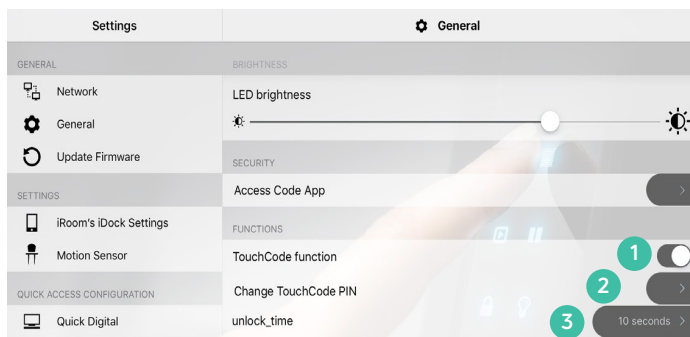 Settings
General
GENERAL
Network
General
Update Firmware
SETTINGS
iRoom's iDock Settings
Motion Sensor
QUICK ACCESS CONFIGURATION
Quick Digital
BRIGHTNESS
LED brightness
SECURITY
Access Code App
FUNCTIONS
TouchCode function
1
Change TouchCode PIN
2
unlock_time
3
10 seconds